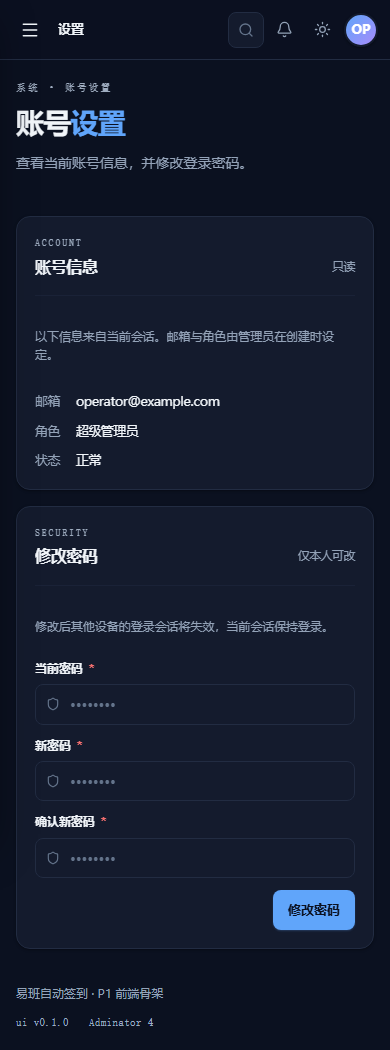 设置
OP
系统 • 账号设置
账号设置
查看当前账号信息，并修改登录密码。
ACCOUNT
账号信息
只读
以下信息来自当前会话。邮箱与角色由管理员在创建时设
定。
邮箱 operator@example.com
角色 超级管理员
状态 正常
SECURITY
修改密码
仅本人可改
修改后其他设备的登录会话将失效，当前会话保持登录。
当前密码 *
••••••••
新密码 *
••••••••
确认新密码 *
••••••••
修改密码
易班自动签到 · P1 前端骨架
ui v0.1.0 Adminator 4